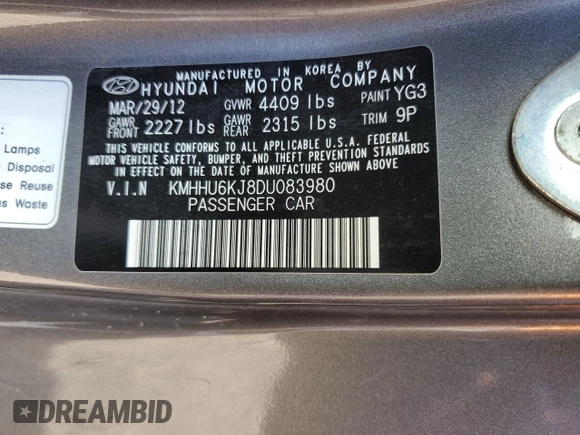 MANUFACTURED IN KOREA BY
HYUNDAI MOTOR COMPANY
MAR/29/12 GVWR 4409 lbs PAINT YG3
GAWR FRONT 2227 lbs GAWR REAR 2315 lbs TRIM 9P
THIS VEHICLE CONFORMS TO ALL APPLICABLE U.S.A. FEDERAL
MOTOR VEHICLE SAFETY, BUMPER, AND THEFT PREVENTION STANDARDS
IN EFFECT ON THE DATE OF MANUFACTURE SHOWN ABOVE
V.I.N KMHHU6KJ8DU083980
PASSENGER CAR
Lamps
Disposal
se Reuse
Waste
DREAMBID